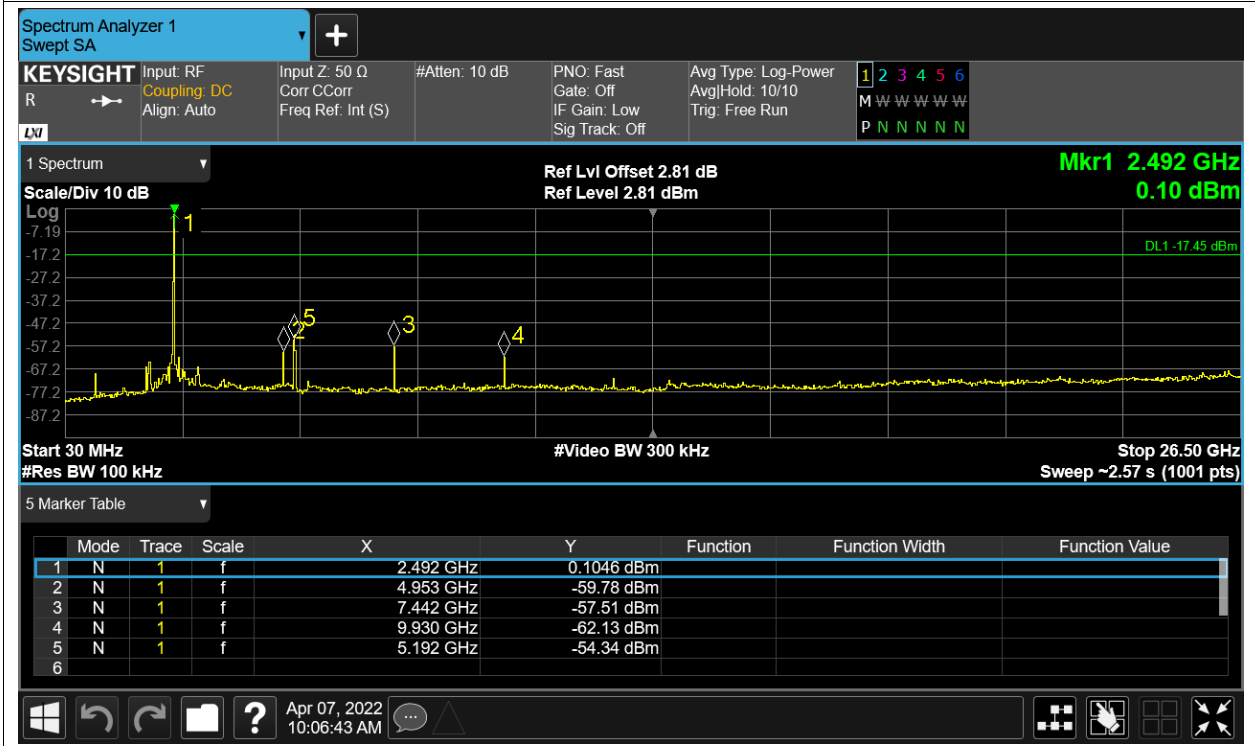 Spectrum Analyzer 1
Swept SA
+
KEYSIGHT
R
LXI
Input: RF
Coupling: DC
Align: Auto
Input Z: 50 Ω
Corr CCorr
Freq Ref: Int (S)
#Atten: 10 dB
PNO: Fast
Gate: Off
IF Gain: Low
Sig Track: Off
Avg Type: Log-Power
Avg|Hold: 10/10
Trig: Free Run
1 2 3 4 5 6
M W W W W W
P N N N N N
1 Spectrum
Scale/Div 10 dB
Ref Lvl Offset 2.81 dB
Ref Level 2.81 dBm
Mkr1 2.492 GHz
0.10 dBm
Log
-7.19
-17.2
-27.2
-37.2
-47.2
-57.2
-67.2
-77.2
-87.2
1
DL1 -17.45 dBm
5
2
3
4
Start 30 MHz
#Video BW 300 kHz
Stop 26.50 GHz
#Res BW 100 kHz
Sweep ~2.57 s (1001 pts)
5 Marker Table
Mode Trace Scale X Y Function Function Width Function Value
1 N 1 f 2.492 GHz 0.1046 dBm
2 N 1 f 4.953 GHz -59.78 dBm
3 N 1 f 7.442 GHz -57.51 dBm
4 N 1 f 9.930 GHz -62.13 dBm
5 N 1 f 5.192 GHz -54.34 dBm
6
?
Apr 07, 2022
10:06:43 AM